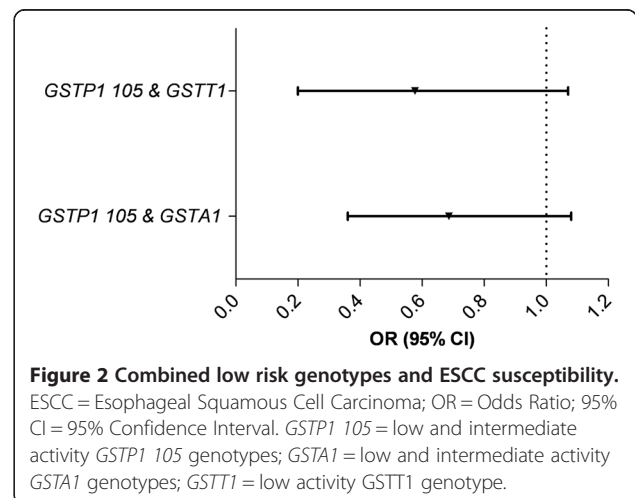 GSTP1 105 & GSTT1
GSTP1 105 & GSTA1
0.0 0.2 0.4 0.6 0.8 1.0 1.2
OR (95% CI)
Figure 2 Combined low risk genotypes and ESCC susceptibility.
ESCC = Esophageal Squamous Cell Carcinoma; OR = Odds Ratio; 95%
CI = 95% Confidence Interval. GSTP1 105 = low and intermediate
activity GSTP1 105 genotypes; GSTA1 = low and intermediate activity
GSTA1 genotypes; GSTT1 = low activity GSTT1 genotype.